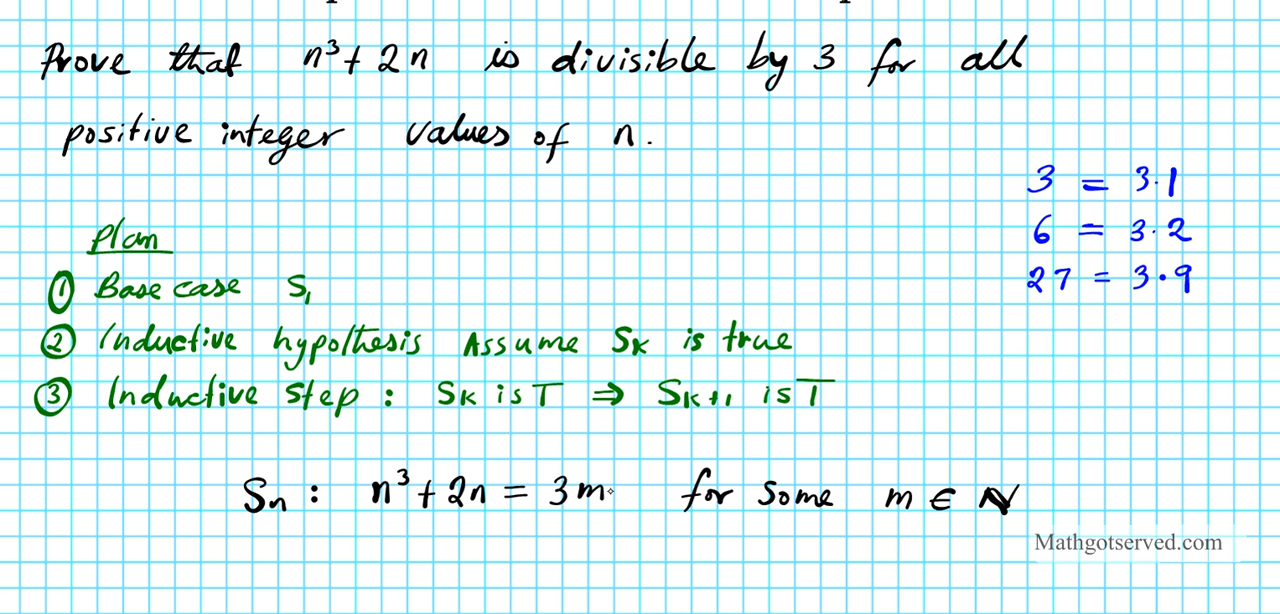 Prove that n³ + 2n is divisible by 3 for all
positive integer values of n.
3 = 3·1
6 = 3·2
27 = 3·9
Plan
① Base case S₁
② Inductive hypothesis Assume Sₖ is true
③ Inductive Step : Sₖ is T ⇒ Sₖ₊₁ is T
Sₙ : n³ + 2n = 3m for some m ∈ ℕ
Mathgotserved.com